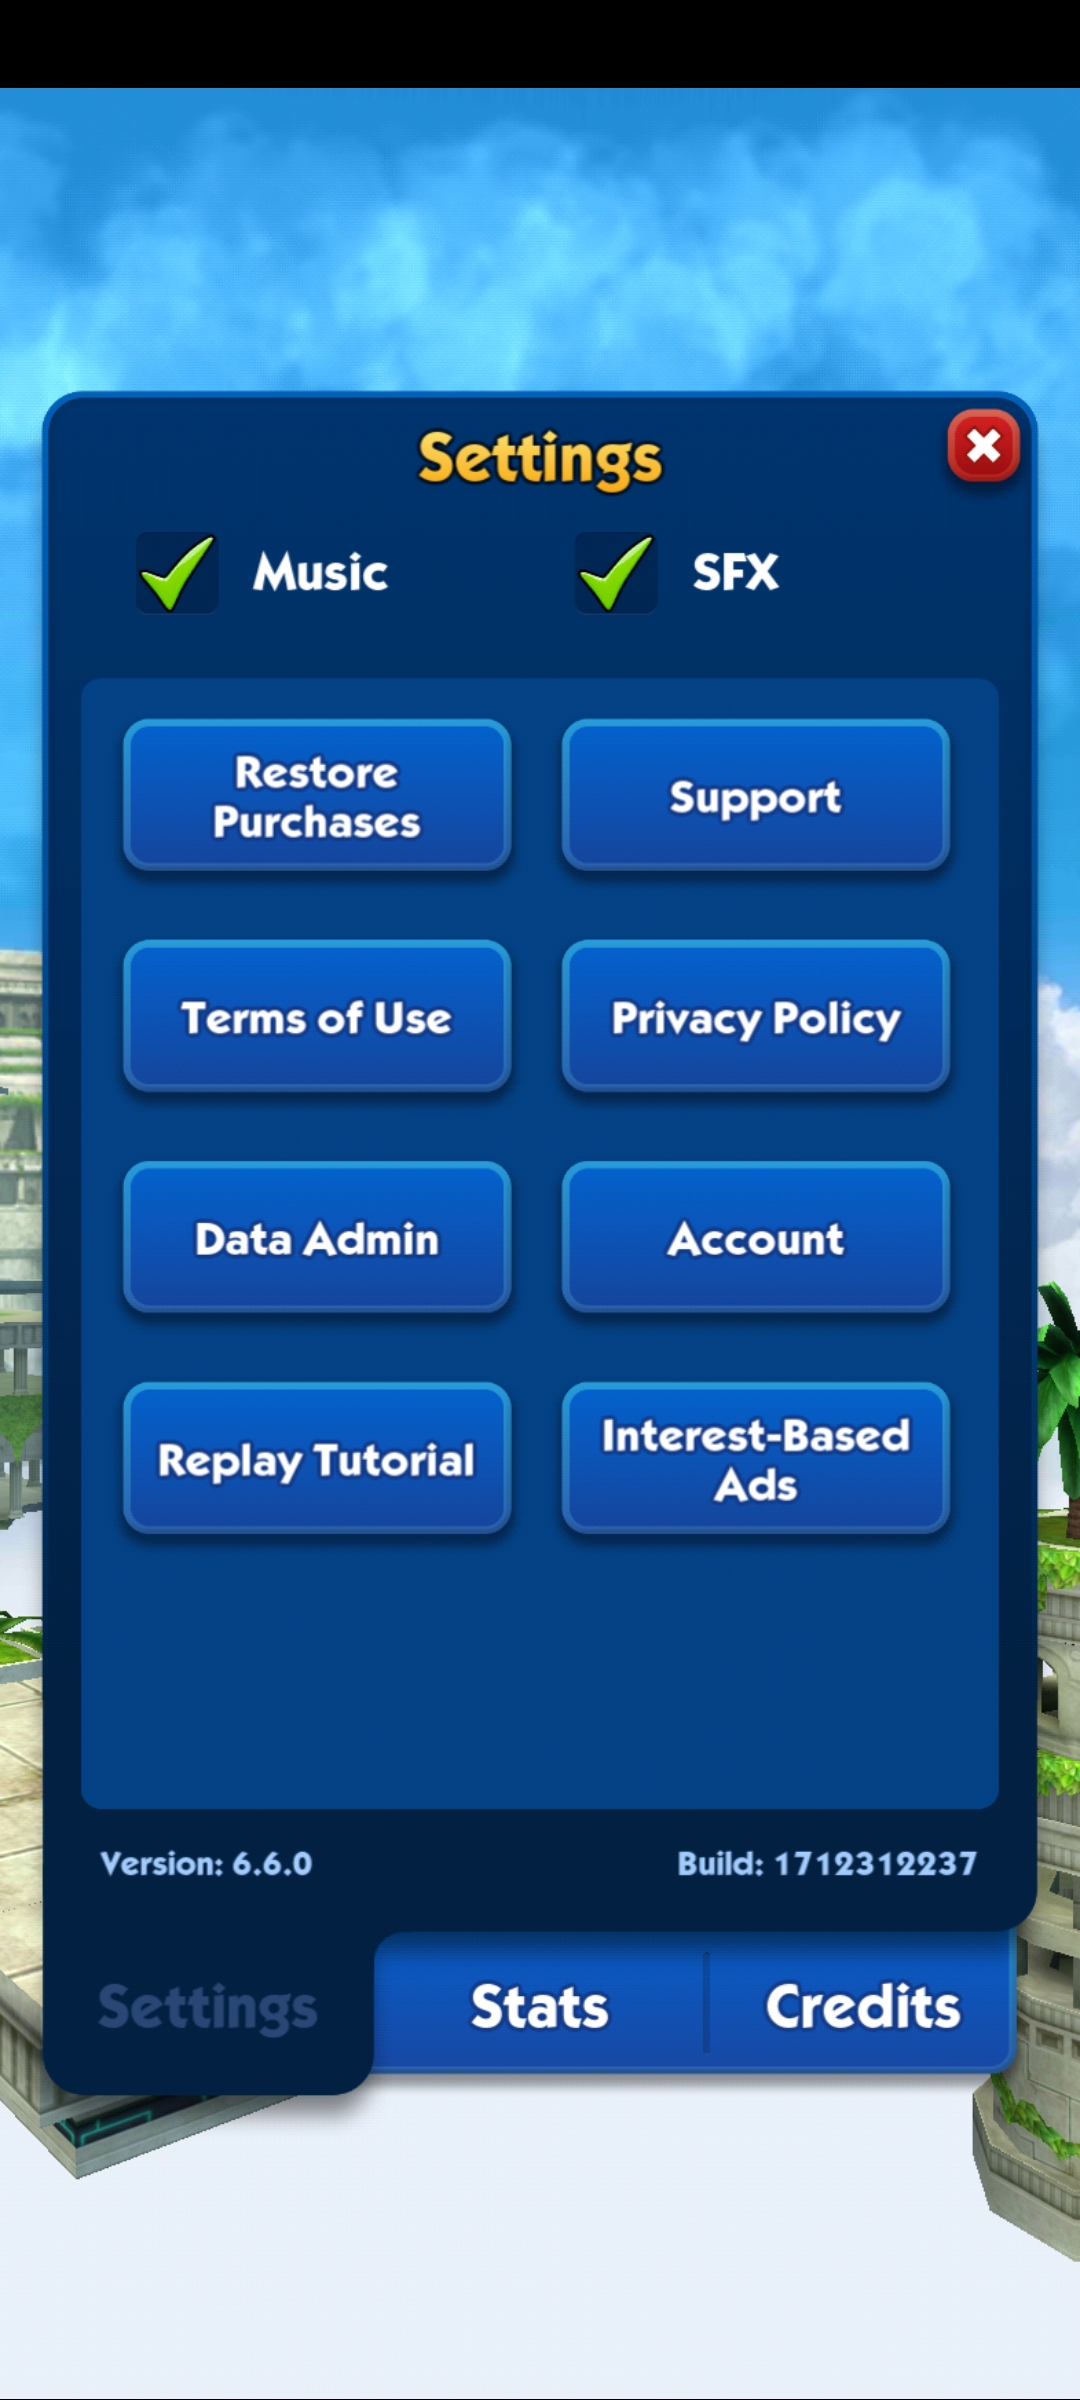 Settings
Music
SFX
Restore
Purchases
Support
Terms of Use
Privacy Policy
Data Admin
Account
Replay Tutorial
Interest-Based
Ads
Version: 6.6.0
Build: 1712312237
Settings
Stats
Credits